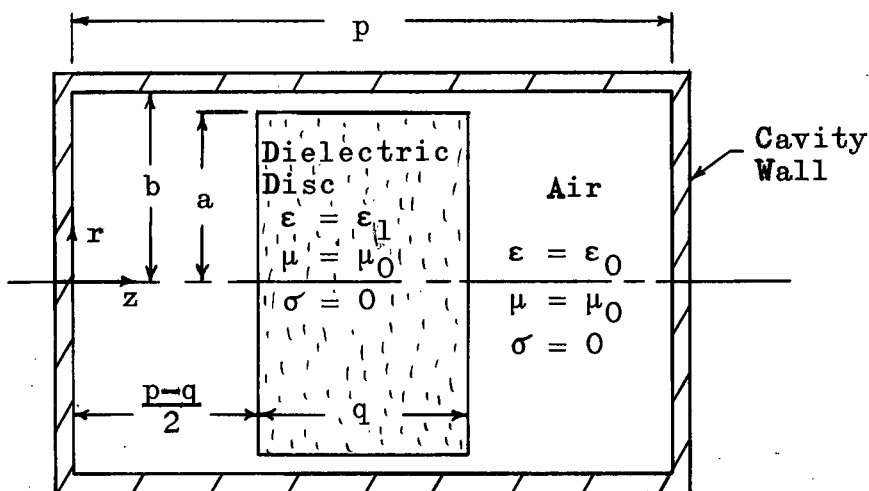 p
Cavity
Wall
b
a
Dielectric
Disc
ε = ε1
μ = μ0
σ = 0
Air
ε = ε0
μ = μ0
σ = 0
r
z
p-q
2
q